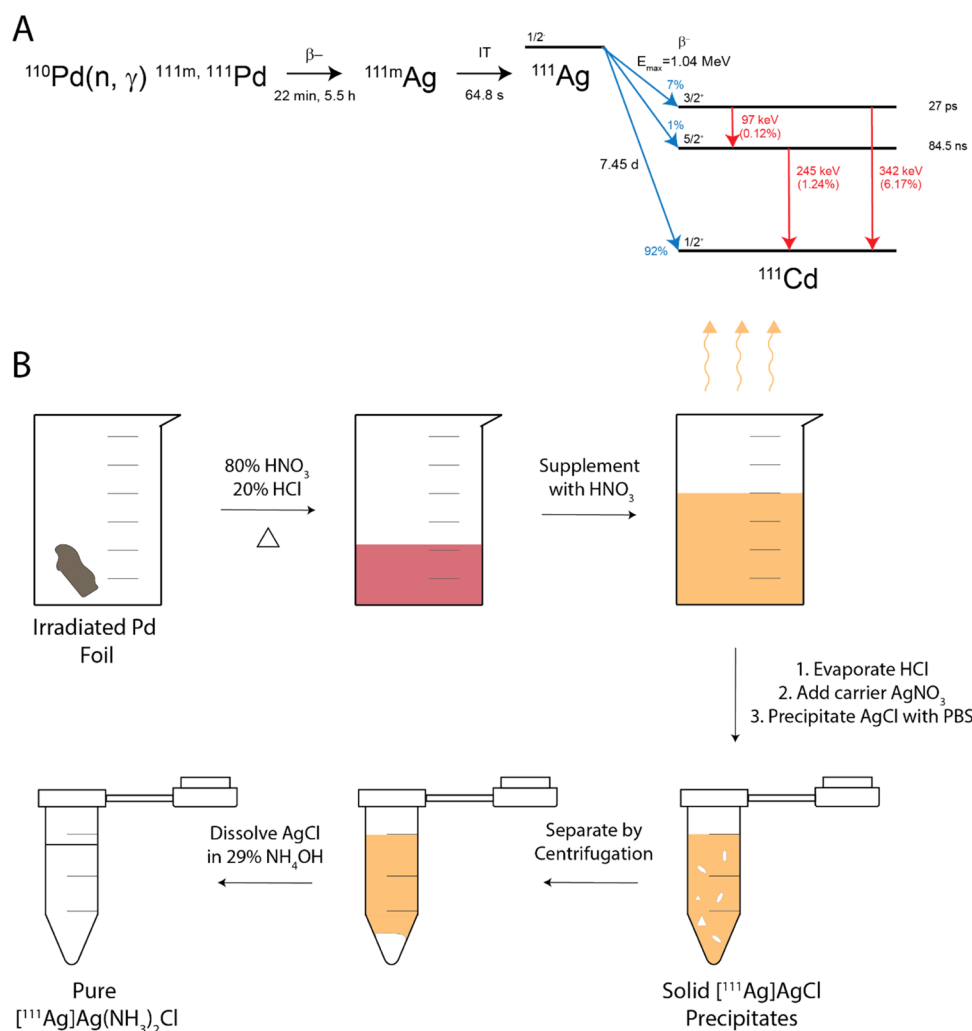 A
¹¹⁰Pd(n, γ) ¹¹¹ᵐ, ¹¹¹Pd
β−
22 min, 5.5 h
¹¹¹ᵐAg
IT
64.8 s
1/2⁻
¹¹¹Ag
β⁻
Eₘₐₓ=1.04 MeV
7%
3/2⁺
27 ps
97 keV
(0.12%)
1%
5/2⁺
84.5 ns
7.45 d
245 keV
(1.24%)
342 keV
(6.17%)
92%
1/2⁺
¹¹¹Cd
B
80% HNO₃
20% HCl
△
Supplement
with HNO₃
Irradiated Pd
Foil
1. Evaporate HCl
2. Add carrier AgNO₃
3. Precipitate AgCl with PBS
Dissolve AgCl
in 29% NH₄OH
Separate by
Centrifugation
Pure
[¹¹¹Ag]Ag(NH₃)₂Cl
Solid [¹¹¹Ag]AgCl
Precipitates